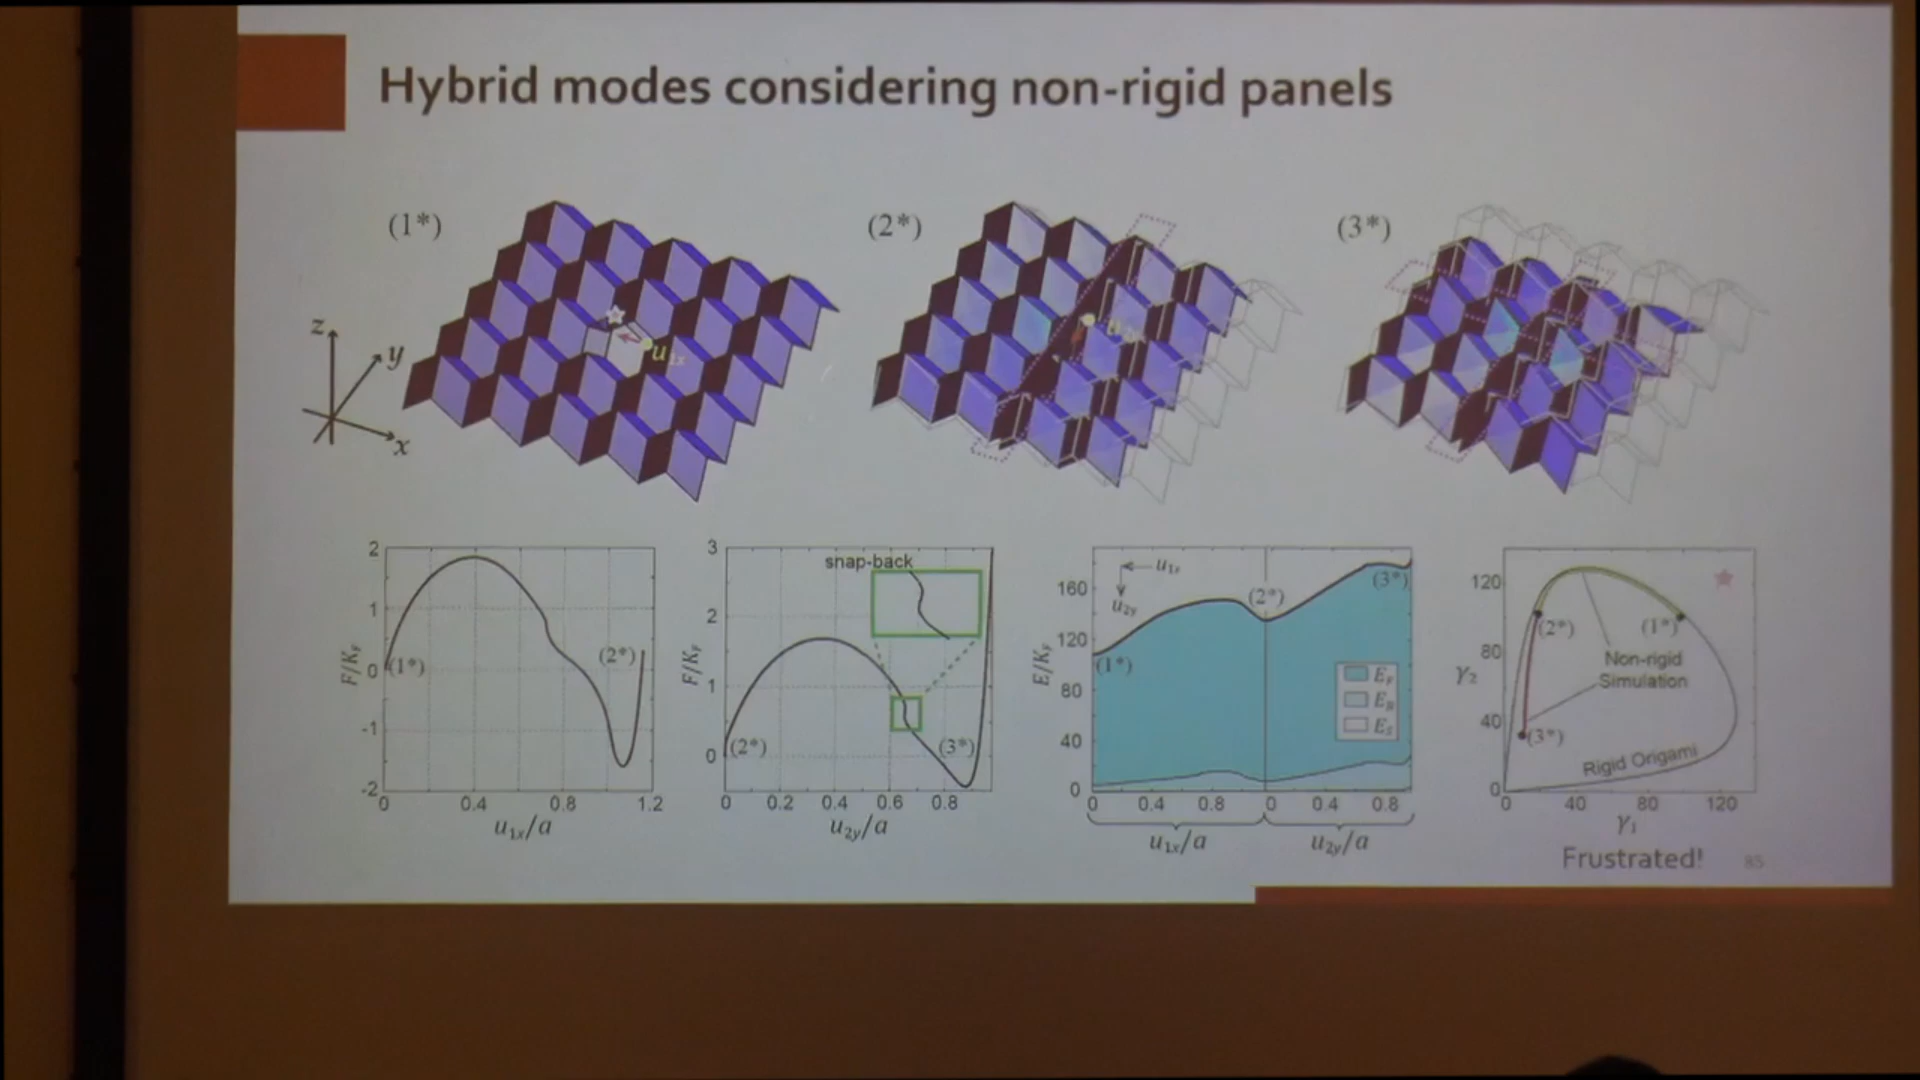 Hybrid modes considering non-rigid panels
(1*)
(2*)
(3*)
z
y
x
u1x
2
1
0
-1
-2
F/KF
(1*)
(2*)
0
0.4
0.8
1.2
u1x/a
3
2
1
0
F/KF
snap-back
(2*)
(3*)
0
0.2
0.4
0.6
0.8
u2y/a
160
120
80
40
0
E/KF
u1x
u2y
(1*)
(2*)
(3*)
EF
EB
ES
0
0.4
0.8
0
0.4
0.8
u1x/a
u2y/a
120
80
40
0
γ2
(2*)
(1*)
Non-rigid
Simulation
(3*)
Rigid Origami
0
40
80
120
γ1
Frustrated!
85